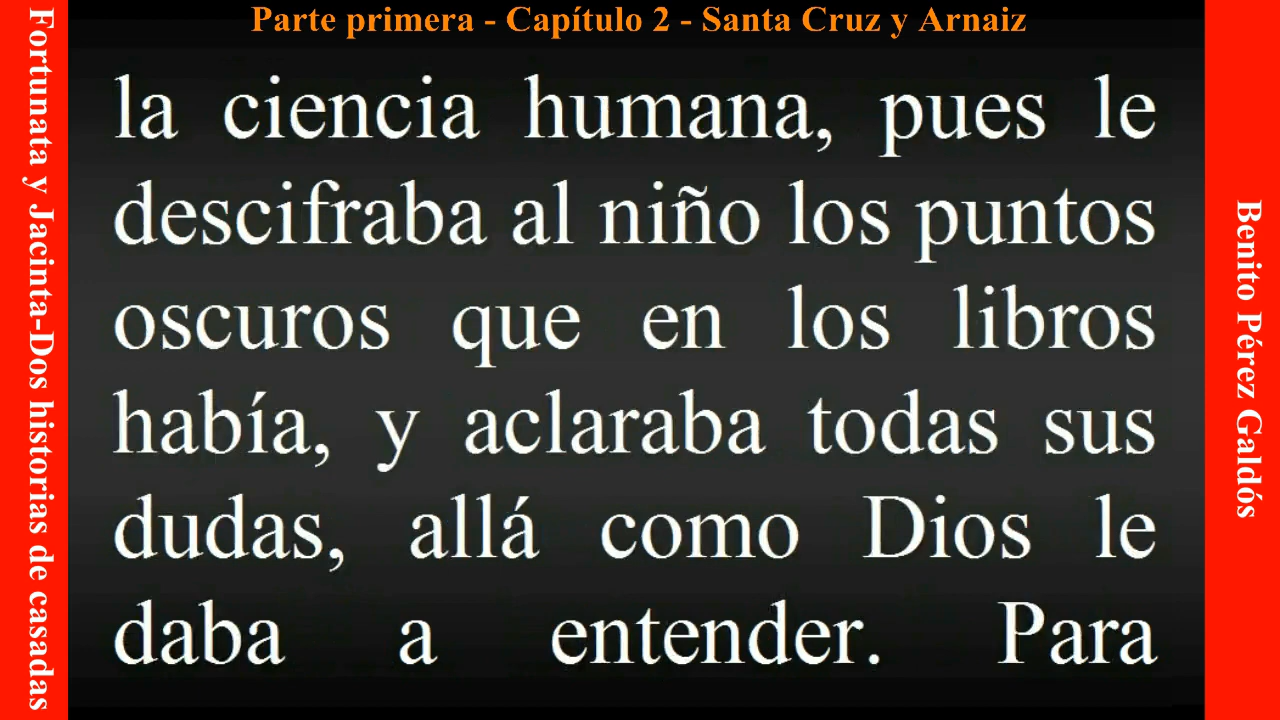 Parte primera - Capítulo 2 - Santa Cruz y Arnaiz
Fortunata y Jacinta-Dos historias de casadas
la ciencia humana, pues le
descifraba al niño los puntos
oscuros que en los libros
había, y aclaraba todas sus
dudas, allá como Dios le
daba a entender. Para
Benito Pérez Galdós